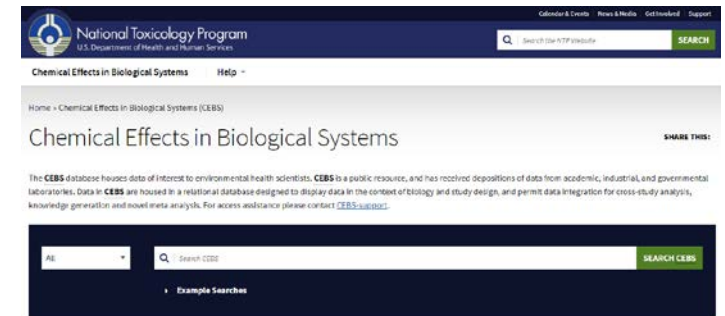 Calendar & Events News & Media Get Involved Support
National Toxicology Program
U.S. Department of Health and Human Services
Search the NTP Website SEARCH
Chemical Effects in Biological Systems Help
Home » Chemical Effects in Biological Systems (CEBS)
Chemical Effects in Biological Systems
SHARE THIS:
The CEBS database houses data of interest to environmental health scientists. CEBS is a public resource, and has received depositions of data from academic, industrial, and governmental
laboratories. Data in CEBS are housed in a relational database designed to display data in the context of biology and study design, and permit data integration for cross-study analysis,
knowledge generation and novel meta analysis. For access assistance please contact CEBS-support.
All Search CEBS SEARCH CEBS
Example Searches